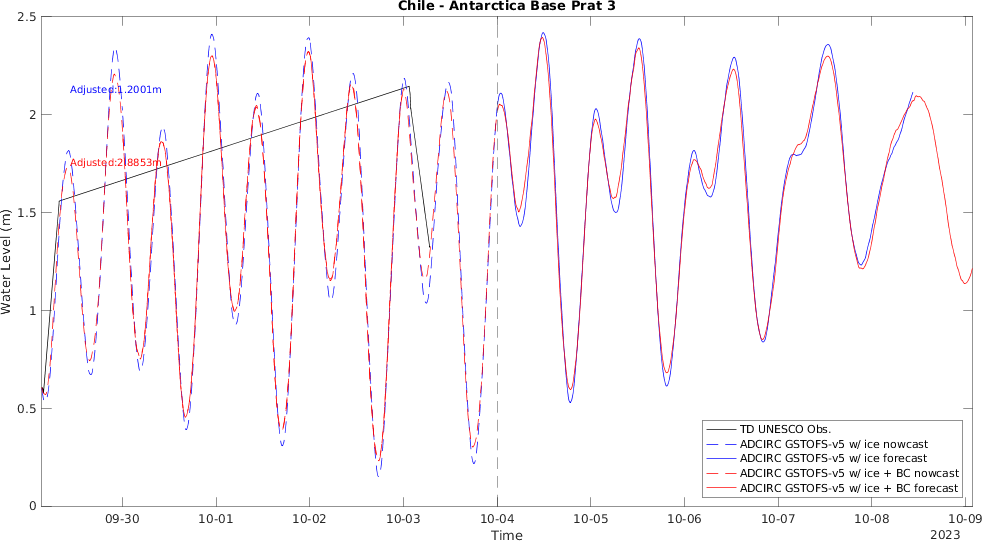 Chile - Antarctica Base Prat 3
2.5
2
1.5
1
0.5
0
Water Level (m)
Adjusted:1.2001m
Adjusted:2.8853m
TD UNESCO Obs.
ADCIRC GSTOFS-v5 w/ ice nowcast
ADCIRC GSTOFS-v5 w/ ice forecast
ADCIRC GSTOFS-v5 w/ ice + BC nowcast
ADCIRC GSTOFS-v5 w/ ice + BC forecast
09-30 10-01 10-02 10-03 10-04 10-05 10-06 10-07 10-08 10-09
2023
Time